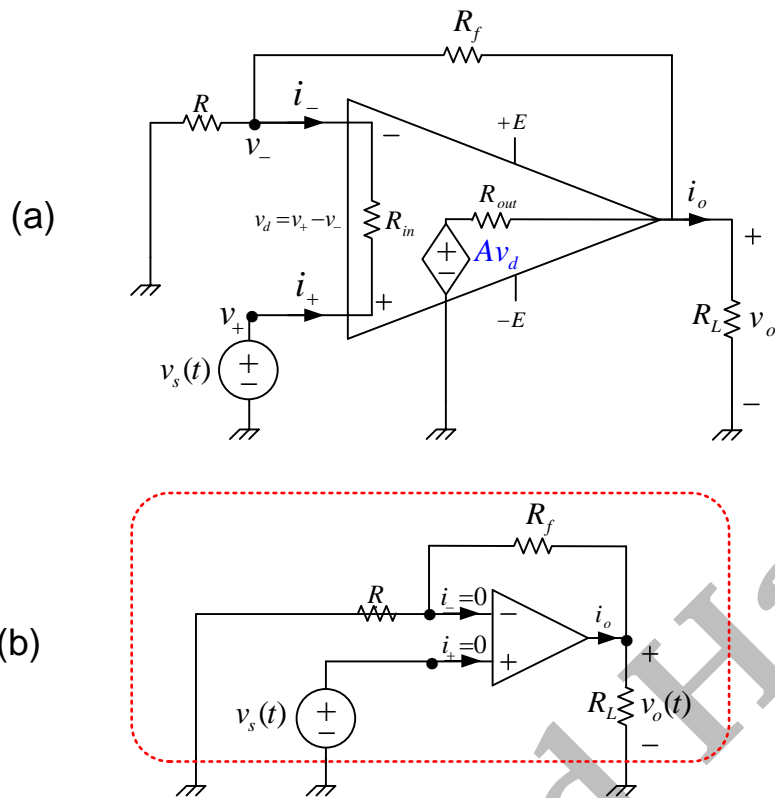 (a)
R_f
R
i_-
v_-
−
+E
v_d = v_+ − v_-
R_in
R_out
+
−
Av_d
i_o
+
R_L
v_o
−
i_+
+
v_+
−E
v_s(t)
+
−
(b)
R_f
R
i_-=0
−
i_+=0
+
i_o
+
v_s(t)
+
−
R_L
v_o(t)
−
d Ha